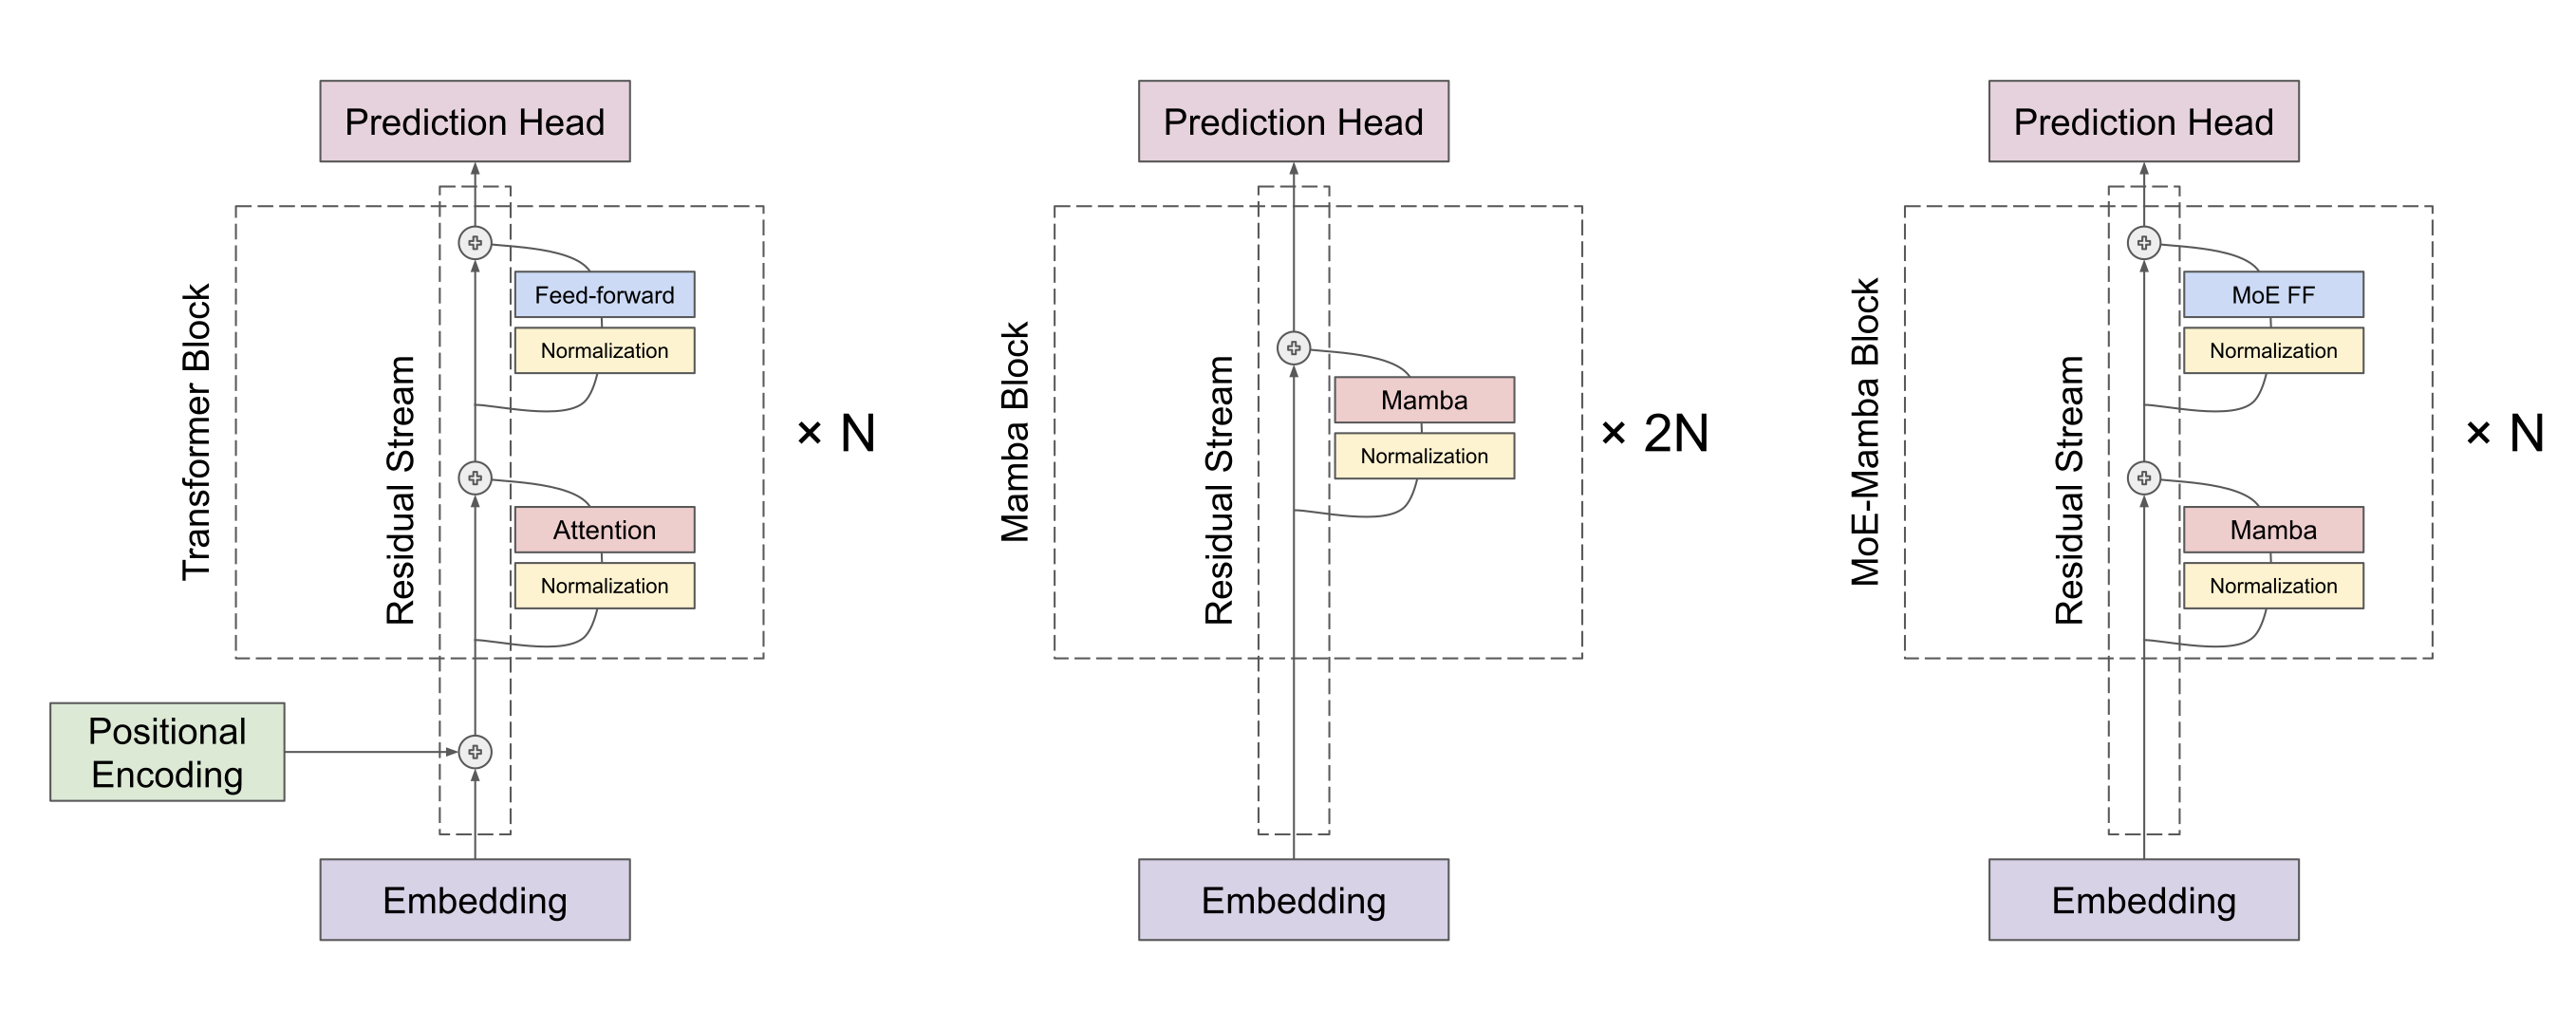 Prediction Head
Transformer Block
Residual Stream
Feed-forward
Normalization
Attention
Normalization
× N
Positional
Encoding
Embedding
Prediction Head
Mamba Block
Residual Stream
Mamba
Normalization
× 2N
Embedding
Prediction Head
MoE-Mamba Block
Residual Stream
MoE FF
Normalization
Mamba
Normalization
× N
Embedding